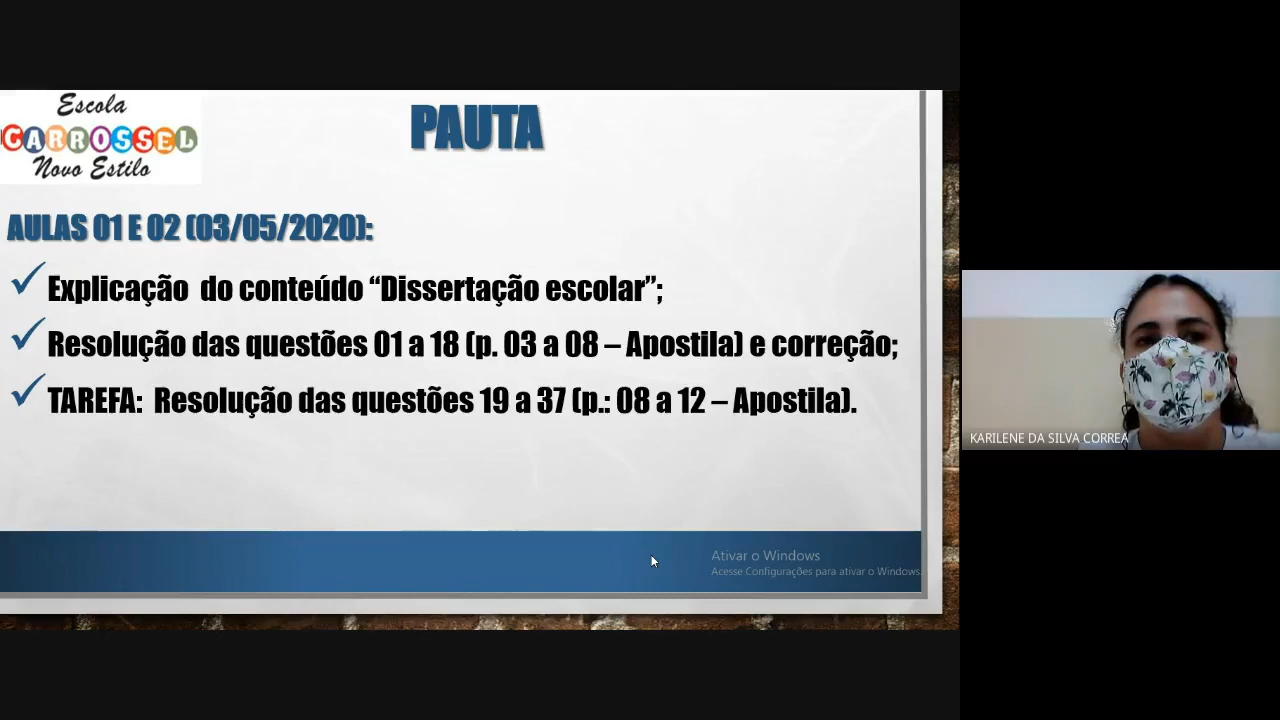 Escola
CARROSSEL
Novo Estilo
PAUTA
AULAS 01 E 02 (03/05/2020):
Explicação do conteúdo “Dissertação escolar”;
Resolução das questões 01 a 18 (p. 03 a 08 – Apostila) e correção;
TAREFA: Resolução das questões 19 a 37 (p.: 08 a 12 – Apostila).
Ativar o Windows
Acesse Configurações para ativar o Windows.
KARILENE DA SILVA CORREA